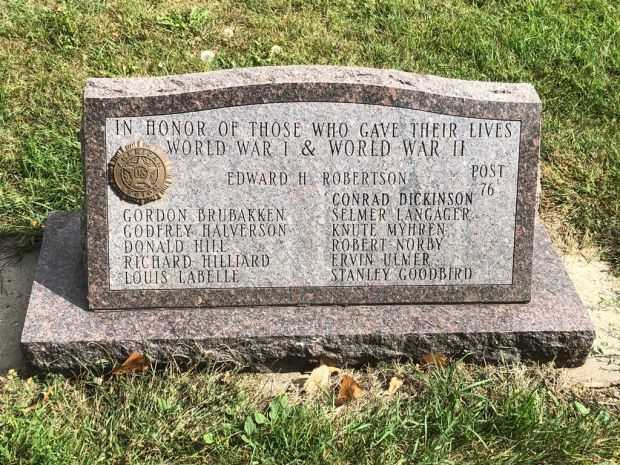 IN HONOR OF THOSE WHO GAVE THEIR LIVES
WORLD WAR I & WORLD WAR II
EDWARD H. ROBERTSON POST 76
GORDON BRUBAKKEN
GODFREY HALVERSON
DONALD HILL
RICHARD HILLIARD
LOUIS LABELLE
CONRAD DICKINSON
SELMER LANGAGER
KNUTE MYHREN
ROBERT NORBY
ERVIN ULMER
STANLEY GOODBIRD